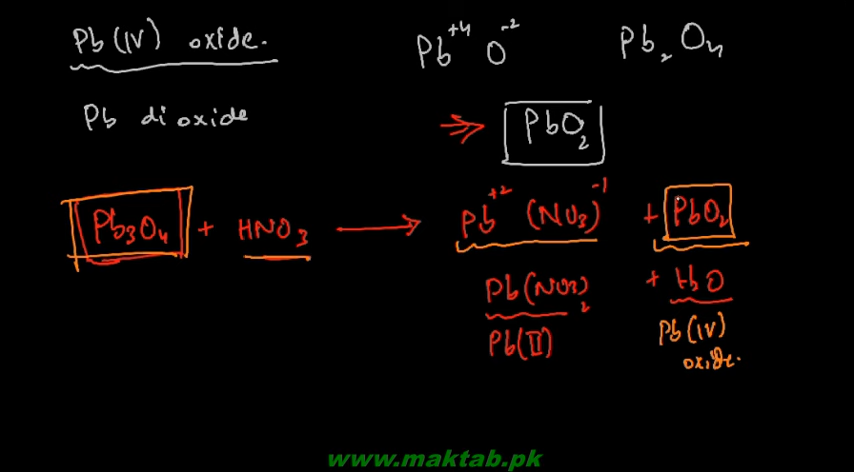 Pb(IV) oxide. Pb⁺⁴ O⁻² Pb₂O₄
Pb dioxide ⇒ PbO₂
Pb₃O₄ + HNO₃ → Pb⁺² (NO₃)⁻¹ + PbO₂
Pb(NO₃)₂ + H₂O
Pb(II) Pb(IV)
oxide.
www.maktab.pk